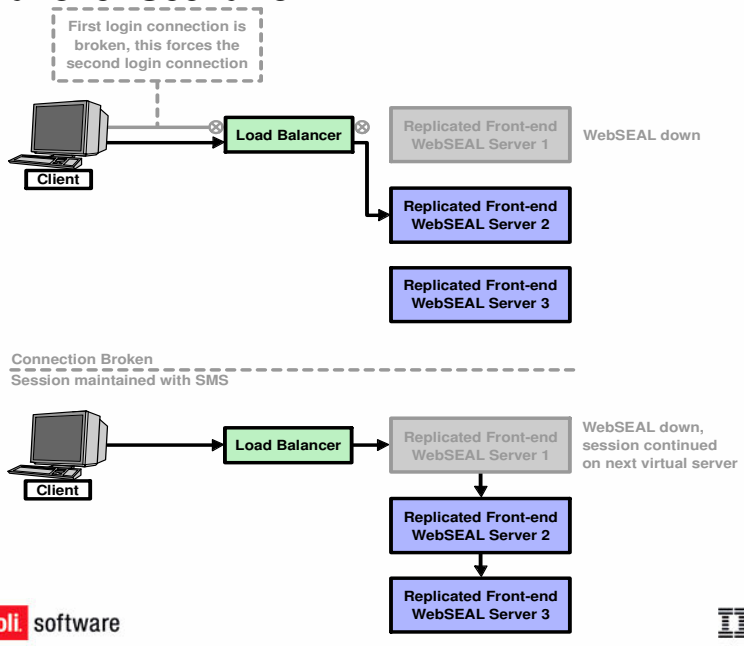 First login connection is
broken, this forces the
second login connection
Load Balancer
Replicated Front-end
WebSEAL Server 1
WebSEAL down
Client
Replicated Front-end
WebSEAL Server 2
Replicated Front-end
WebSEAL Server 3
Connection Broken
Session maintained with SMS
Load Balancer
Replicated Front-end
WebSEAL Server 1
WebSEAL down,
session continued
on next virtual server
Client
Replicated Front-end
WebSEAL Server 2
Replicated Front-end
WebSEAL Server 3
oli. software